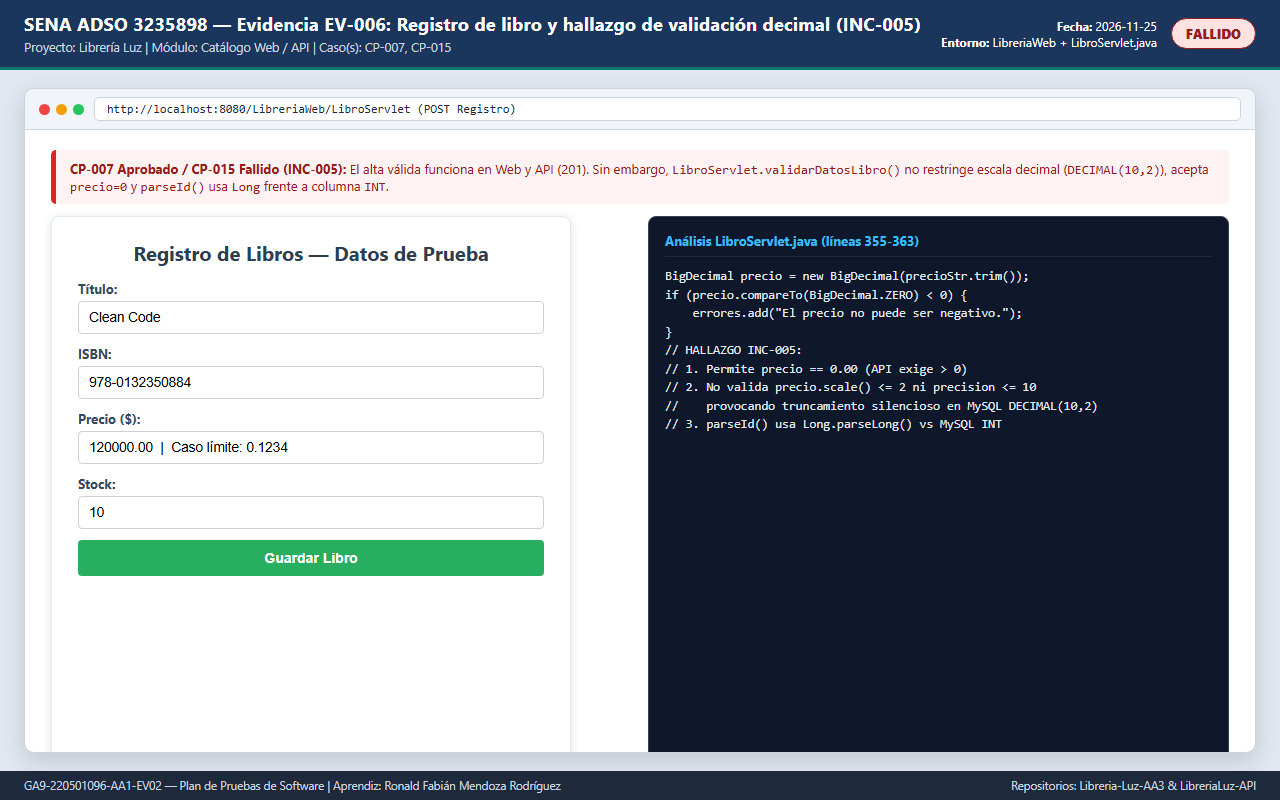 SENA ADSO 3235898 — Evidencia EV-006: Registro de libro y hallazgo de validación decimal (INC-005)
Proyecto: Librería Luz | Módulo: Catálogo Web / API | Caso(s): CP-007, CP-015
Fecha: 2026-11-25
Entorno: LibreriaWeb + LibroServlet.java
FALLIDO
http://localhost:8080/LibreriaWeb/LibroServlet (POST Registro)
CP-007 Aprobado / CP-015 Fallido (INC-005): El alta válida funciona en Web y API (201). Sin embargo, LibroServlet.validarDatosLibro() no restringe escala decimal (DECIMAL(10,2)), acepta
precio=0 y parseId() usa Long frente a columna INT.
Registro de Libros — Datos de Prueba
Título:
Clean Code
ISBN:
978-0132350884
Precio ($):
120000.00 | Caso límite: 0.1234
Stock:
10
Guardar Libro
Análisis LibroServlet.java (líneas 355-363)
BigDecimal precio = new BigDecimal(precioStr.trim());
if (precio.compareTo(BigDecimal.ZERO) < 0) {
    errores.add("El precio no puede ser negativo.");
}
// HALLAZGO INC-005:
// 1. Permite precio == 0.00 (API exige > 0)
// 2. No valida precio.scale() <= 2 ni precision <= 10
//    provocando truncamiento silencioso en MySQL DECIMAL(10,2)
// 3. parseId() usa Long.parseLong() vs MySQL INT
GA9-220501096-AA1-EV02 — Plan de Pruebas de Software | Aprendiz: Ronald Fabián Mendoza Rodríguez
Repositorios: Libreria-Luz-AA3 & LibreriaLuz-API